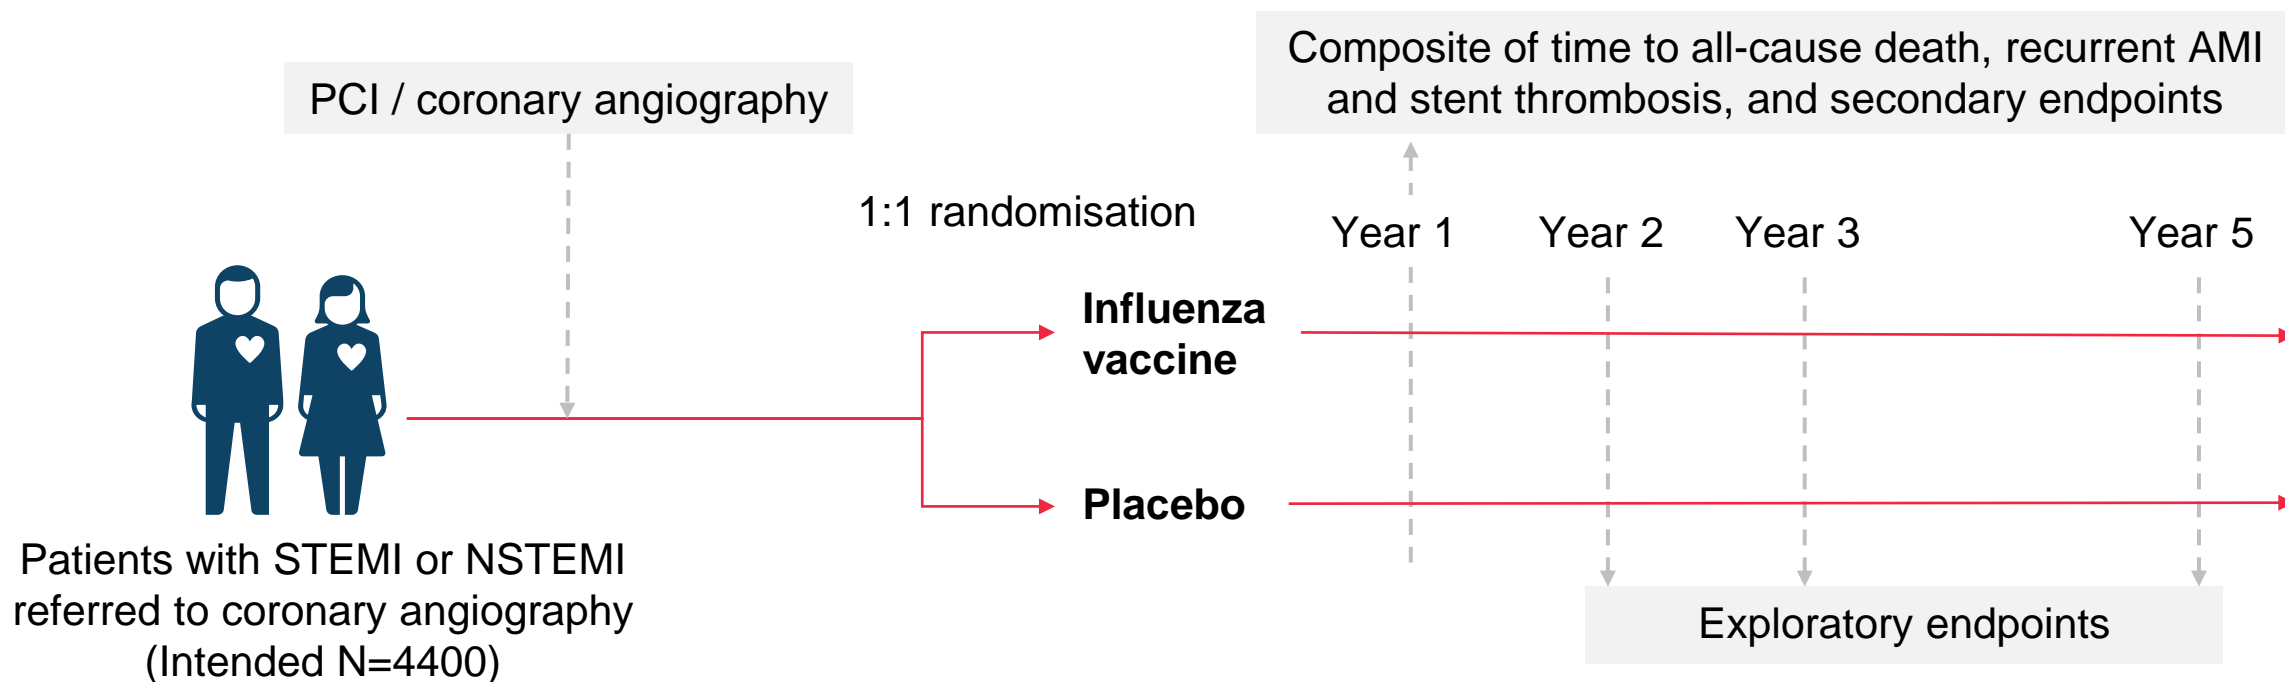 PCI / coronary angiography
Composite of time to all-cause death, recurrent AMI
and stent thrombosis, and secondary endpoints
1:1 randomisation
Year 1
Year 2
Year 3
Year 5
Influenza
vaccine
Placebo
Patients with STEMI or NSTEMI
referred to coronary angiography
(Intended N=4400)
Exploratory endpoints